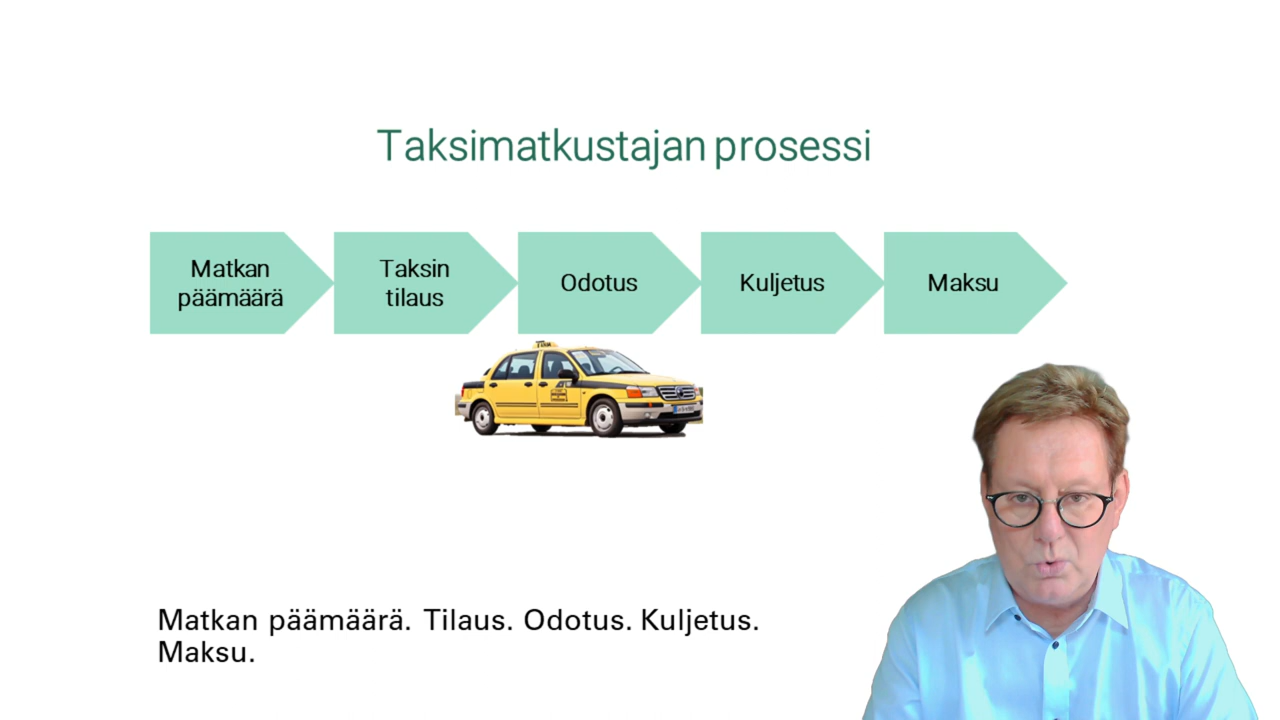 Taksimatkustajan prosessi
Matkan
päämäärä
Taksin
tilaus
Odotus
Kuljetus
Maksu
Matkan päämäärä. Tilaus. Odotus. Kuljetus.
Maksu.